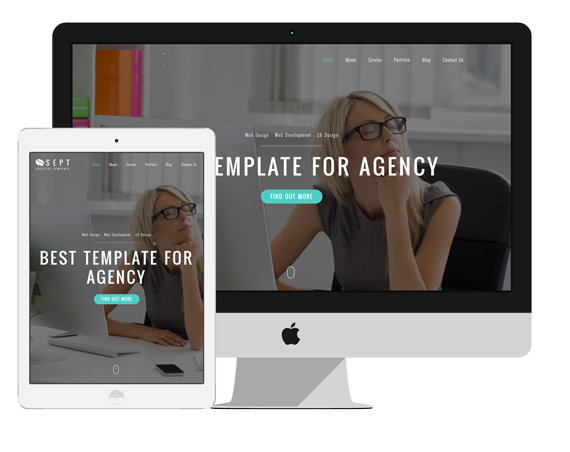 Home About Service Portfolio Blog Contact Us
Web Design . Web Development . UX Design
EMPLATE FOR AGENCY
FIND OUT MORE
SEPT
CREATIVE TEMPLATE
Home About Service Portfolio Blog Contact Us
Web Design . Web Development . UX Design
BEST TEMPLATE FOR
AGENCY
FIND OUT MORE